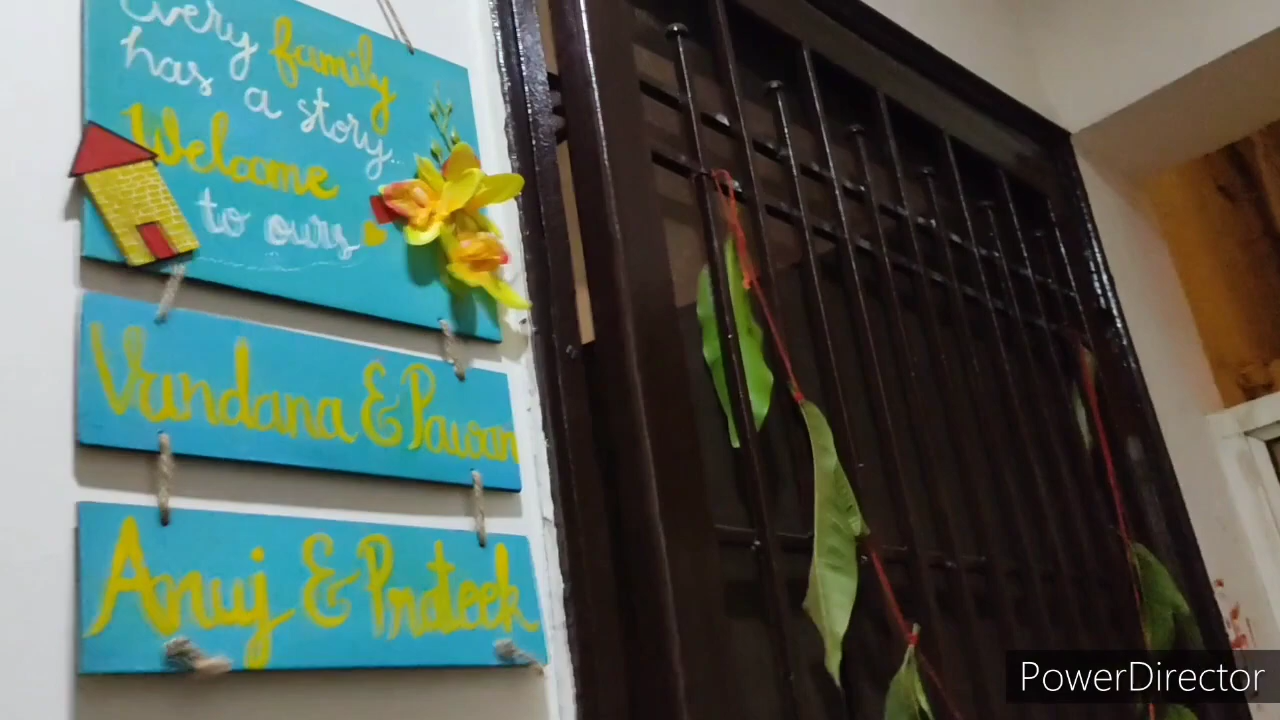 Every family
has a story..
Welcome
to ours
Vandana & Pawan
Anuj & Prateek
PowerDirector